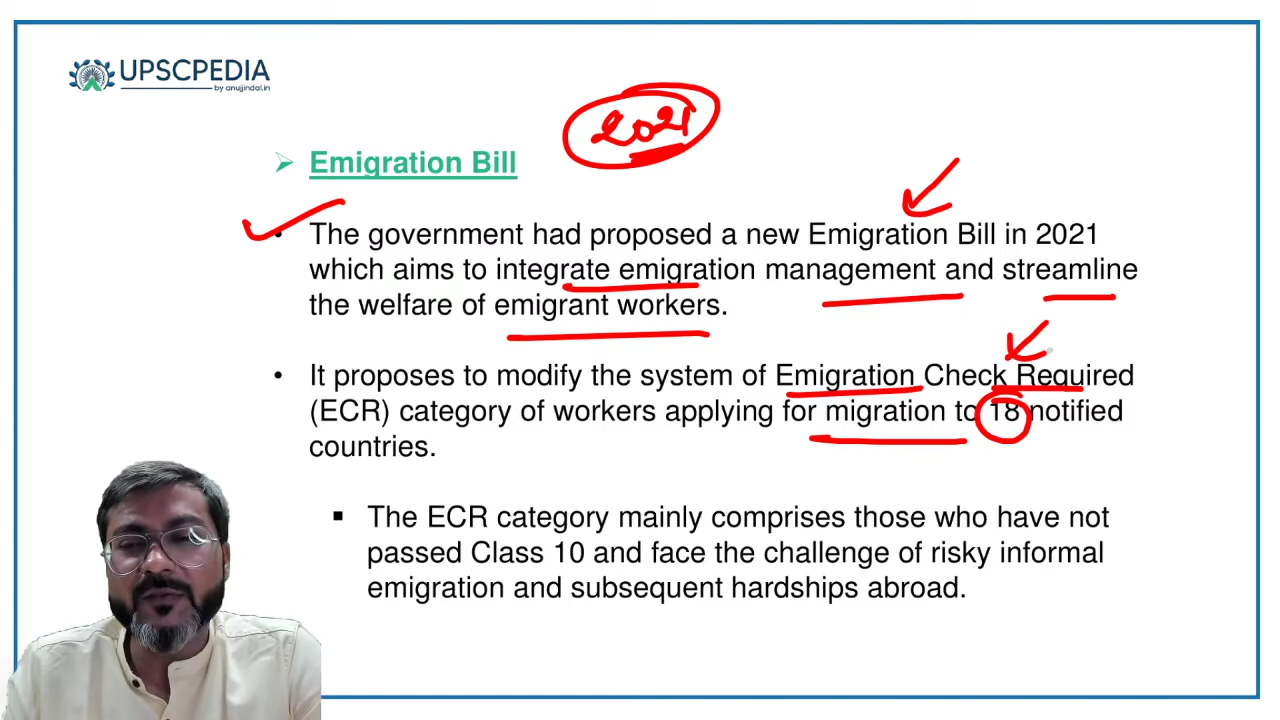 UPSCPEDIA
by anujjindal.in
2021
➢ Emigration Bill
• The government had proposed a new Emigration Bill in 2021
which aims to integrate emigration management and streamline
the welfare of emigrant workers.
• It proposes to modify the system of Emigration Check Required
(ECR) category of workers applying for migration to 18 notified
countries.
▪ The ECR category mainly comprises those who have not
passed Class 10 and face the challenge of risky informal
emigration and subsequent hardships abroad.